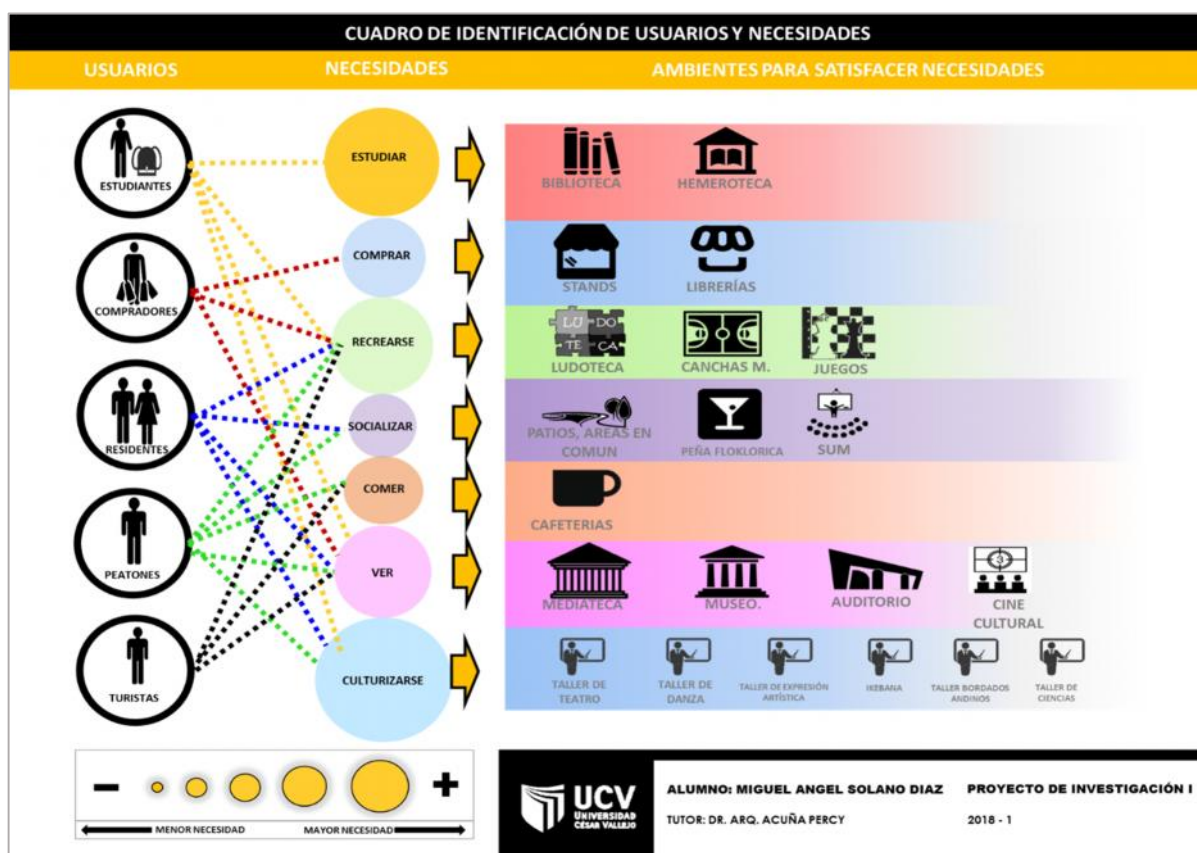 CUADRO DE IDENTIFICACIÓN DE USUARIOS Y NECESIDADES
USUARIOS
NECESIDADES
AMBIENTES PARA SATISFACER NECESIDADES
ESTUDIANTES
COMPRADORES
RESIDENTES
PEATONES
TURISTAS
ESTUDIAR
COMPRAR
RECREARSE
SOCIALIZAR
COMER
VER
CULTURIZARSE
BIBLIOTECA
HEMEROTECA
STANDS
LIBRERÍAS
LU DO
TE CA
LUDOTECA
CANCHAS M.
JUEGOS
PATIOS, AREAS EN
COMUN
PEÑA FLOKLORICA
SUM
CAFETERIAS
MEDIATECA
MUSEO.
AUDITORIO
3
CINE
CULTURAL
TALLER DE
TEATRO
TALLER DE
DANZA
TALLER DE EXPRESIÓN
ARTÍSTICA
IKEBANA
TALLER BORDADOS
ANDINOS
TALLER DE
CIENCIAS
- +
MENOR NECESIDAD
MAYOR NECESIDAD
UCV
UNIVERSIDAD
CÉSAR VALLEJO
ALUMNO: MIGUEL ANGEL SOLANO DIAZ
TUTOR: DR. ARQ. ACUÑA PERCY
PROYECTO DE INVESTIGACIÓN I
2018 - 1